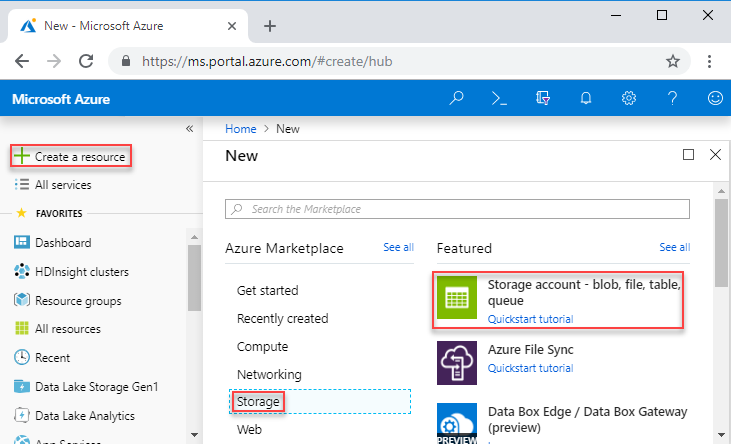 New - Microsoft Azure
https://ms.portal.azure.com/#create/hub
Microsoft Azure
«
Create a resource
All services
FAVORITES
Dashboard
HDInsight clusters
Resource groups
All resources
Recent
Data Lake Storage Gen1
Data Lake Analytics
App Services
Home > New
New
Search the Marketplace
Azure Marketplace See all
Get started
Recently created
Compute
Networking
Storage
Web
Featured See all
Storage account - blob, file, table,
queue
Quickstart tutorial
Azure File Sync
Quickstart tutorial
PREVIEW
Data Box Edge / Data Box Gateway
(preview)